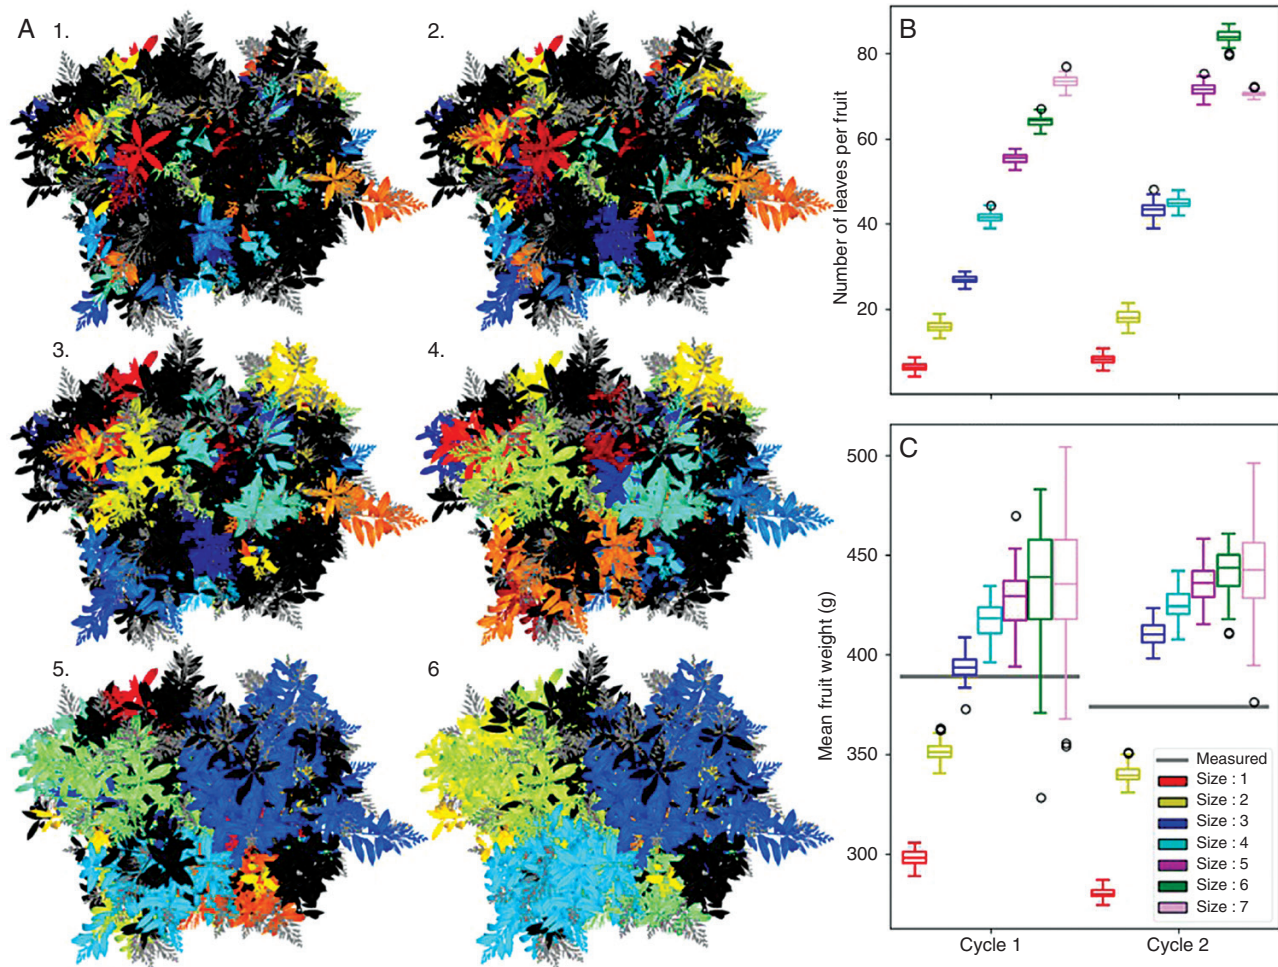 A
1.
2.
3.
4.
5.
6
B
Number of leaves per fruit
80
60
40
20
C
Mean fruit weight (g)
500
450
400
350
300
Measured
Size : 1
Size : 2
Size : 3
Size : 4
Size : 5
Size : 6
Size : 7
Cycle 1
Cycle 2